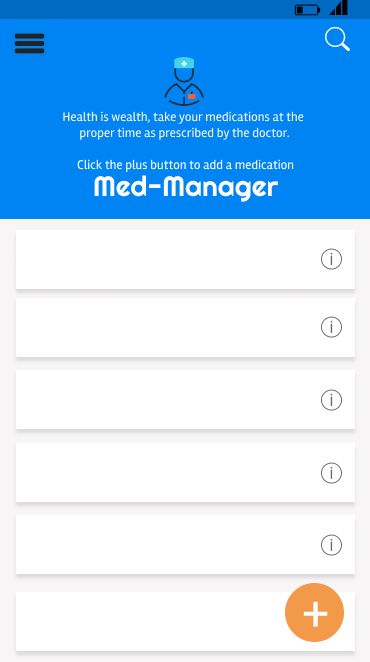 Health is wealth, take your medications at the
proper time as prescribed by the doctor.
Click the plus button to add a medication
Med-Manager